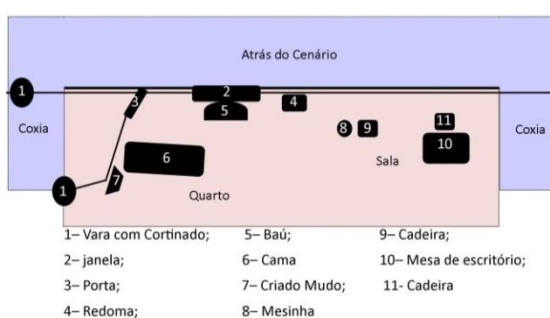 Atrás do Cenário
1
3
2
4
5
Coxia
8
9
11
10
Coxia
6
Sala
1
7
Quarto
1– Vara com Cortinado;
5– Baú;
9– Cadeira;
2– janela;
6– Cama
10– Mesa de escritório;
3– Porta;
7– Criado Mudo;
11- Cadeira
4– Redoma;
8– Mesinha